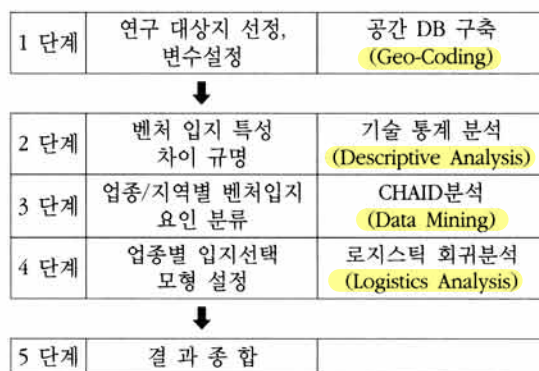 1 단계
연구 대상지 선정,
변수설정
공간 DB 구축
(Geo-Coding)
2 단계
벤처 입지 특성
차이 규명
기술 통계 분석
(Descriptive Analysis)
3 단계
업종/지역별 벤처입지
요인 분류
CHAID분석
(Data Mining)
4 단계
업종별 입지선택
모형 설정
로지스틱 회귀분석
(Logistics Analysis)
5 단계
결 과 종 합